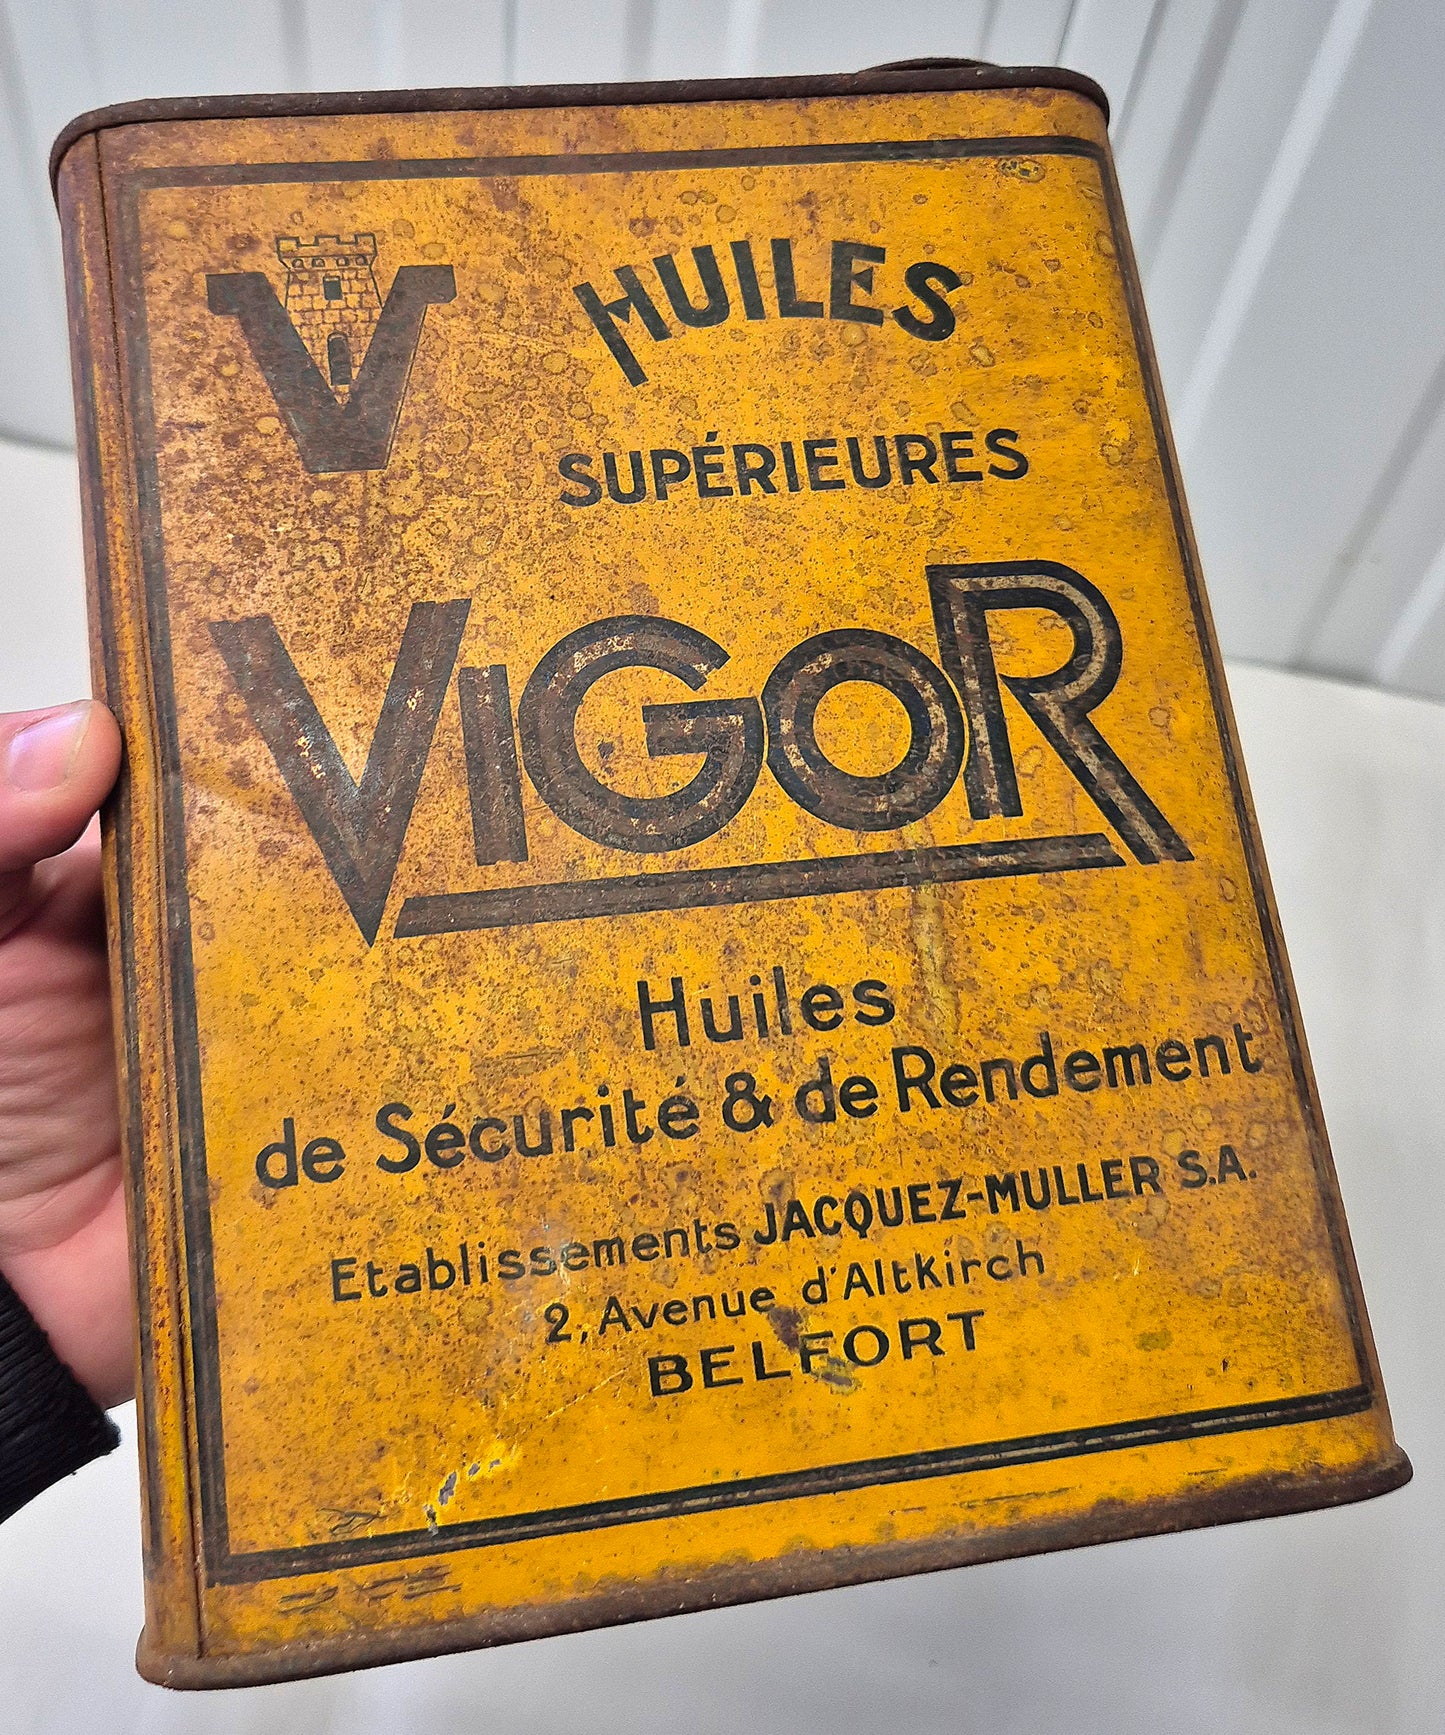 V
HUILES
SUPÉRIEURES
VIGOR
Huiles
de Sécurité & de Rendement
Etablissements JACQUEZ-MULLER S.A.
2, Avenue d'Altkirch
BELFORT